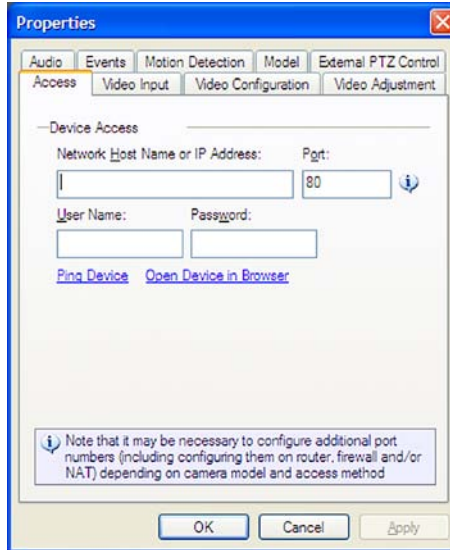 Properties
Audio Events Motion Detection Model External PTZ Control
Access Video Input Video Configuration Video Adjustment
Device Access
Network Host Name or IP Address: Port:
80
User Name: Password:
Ping Device Open Device in Browser
Note that it may be necessary to configure additional port
numbers (including configuring them on router, firewall and/or
NAT) depending on camera model and access method
OK Cancel Apply